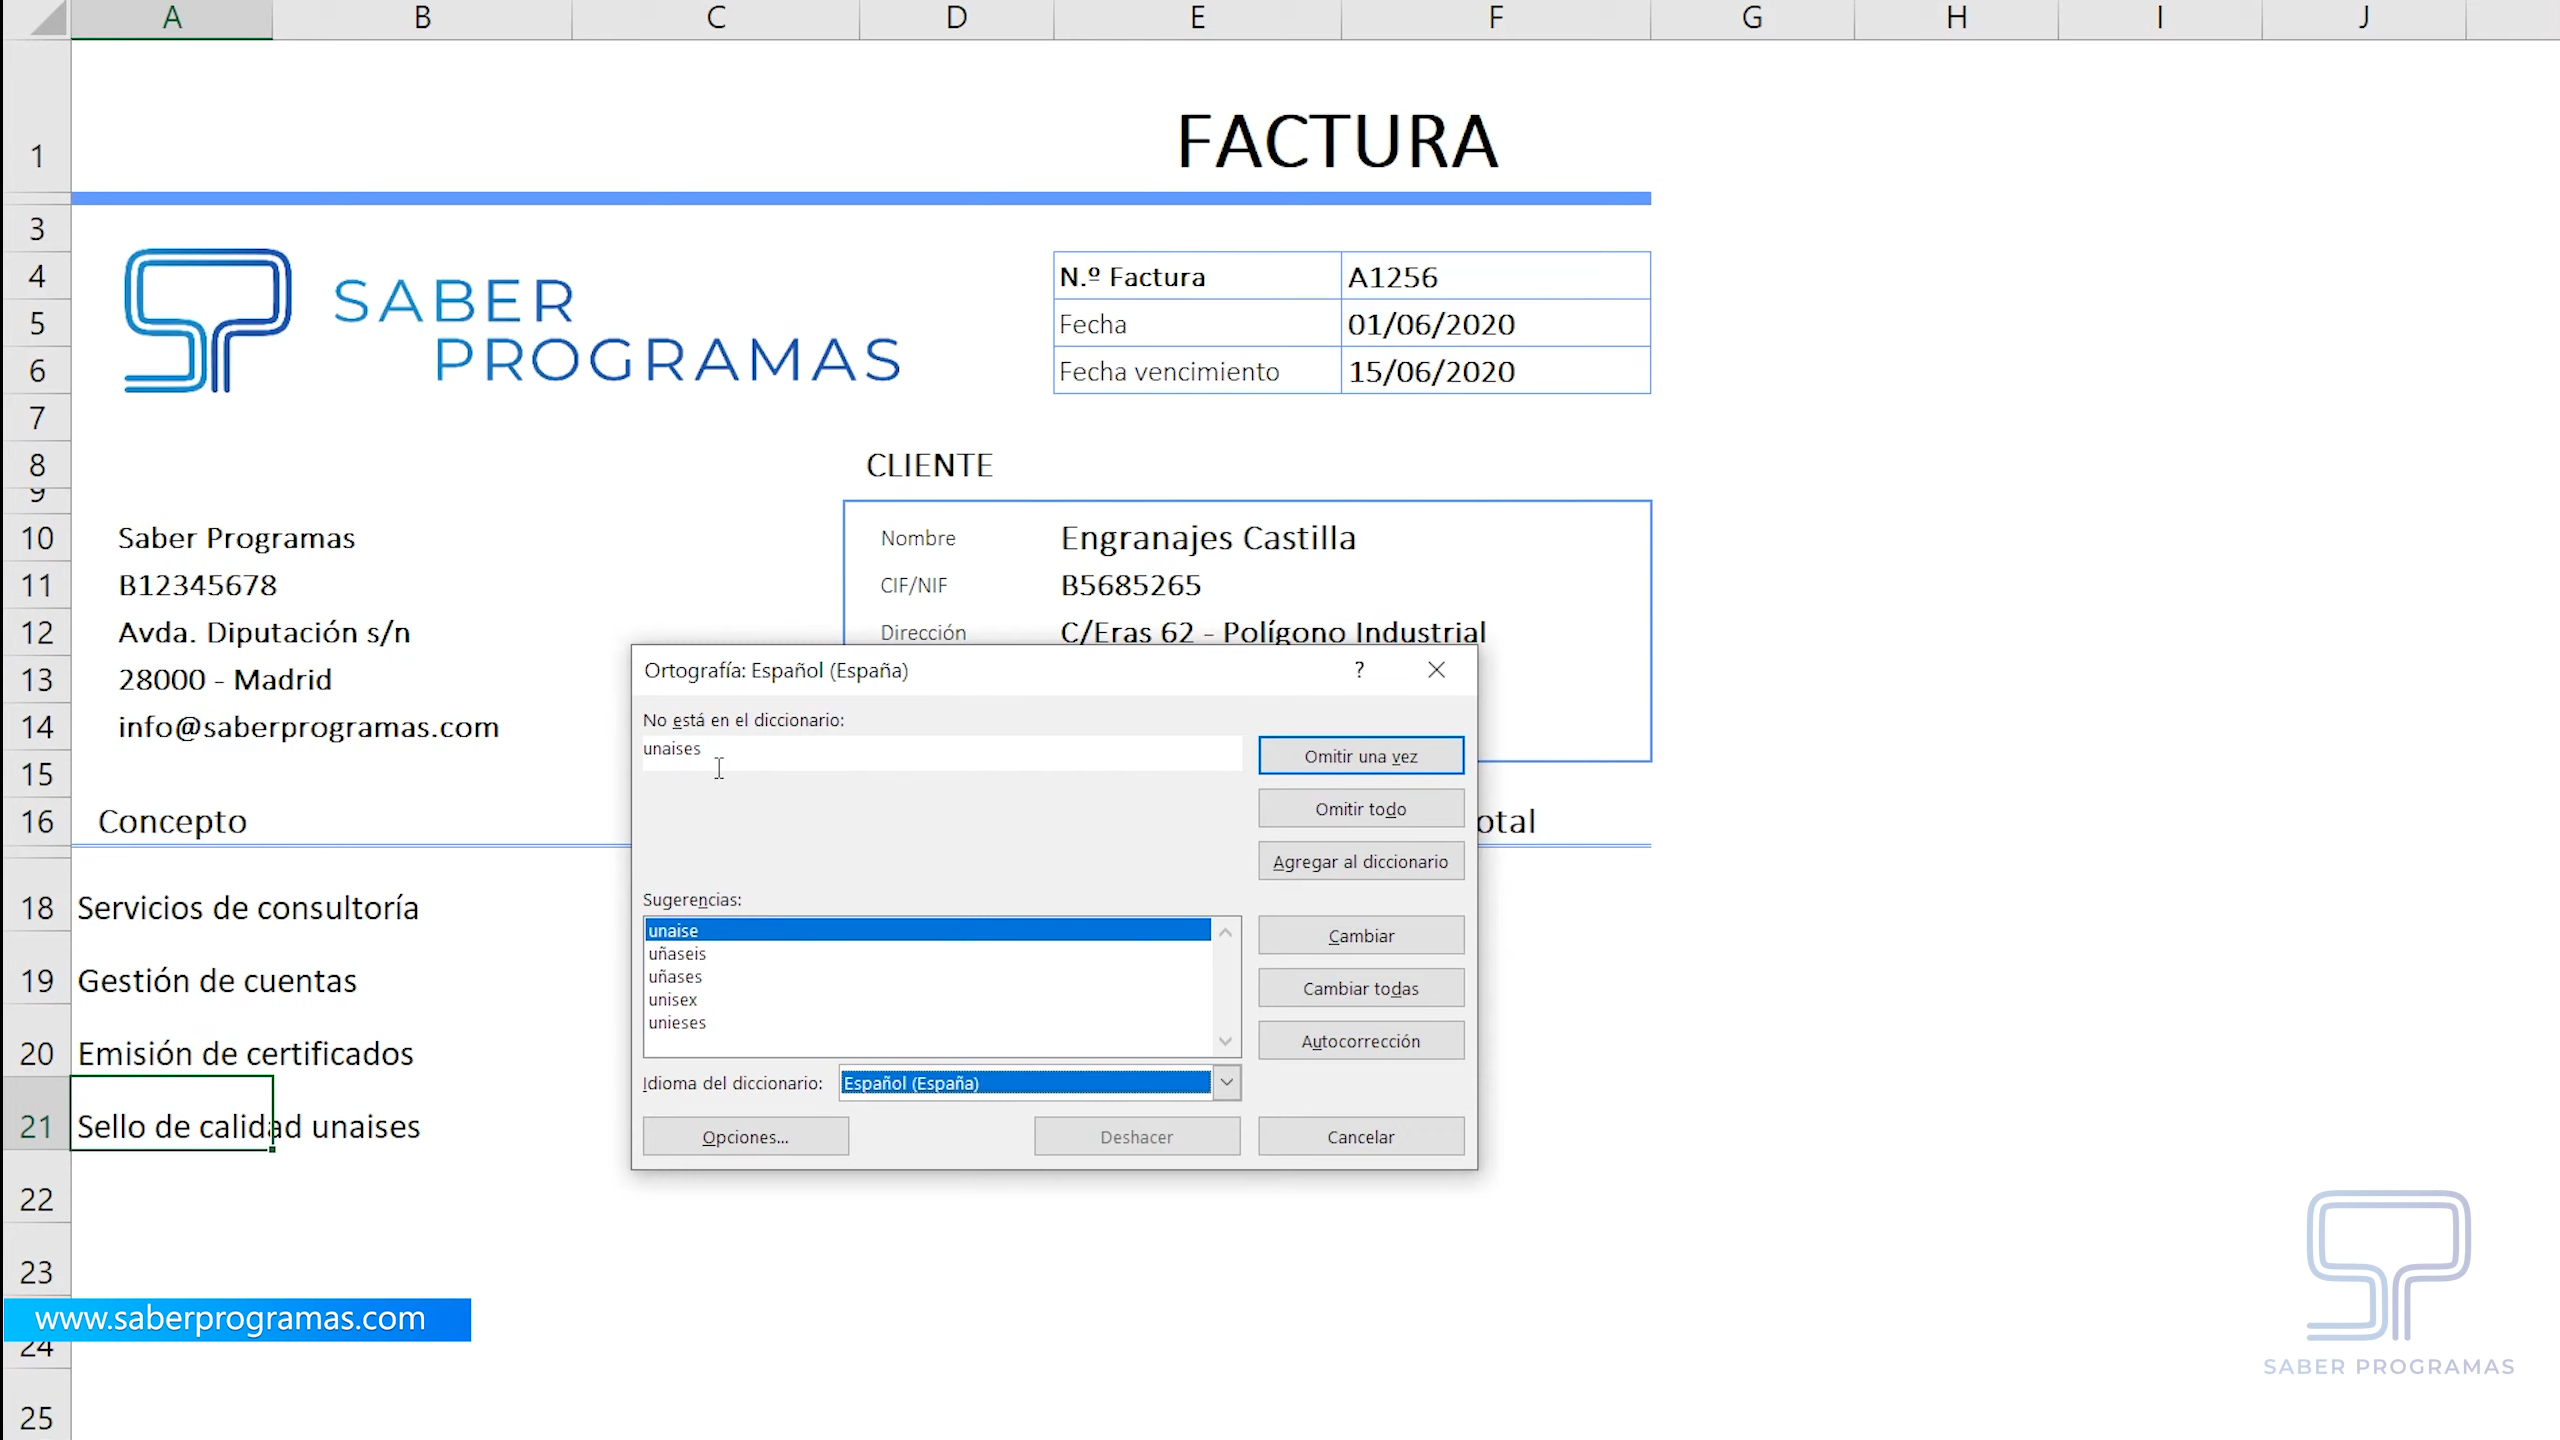 A B C D E F G H I J
1 FACTURA
3
SABER
PROGRAMAS
4 N.º Factura A1256
5 Fecha 01/06/2020
6 Fecha vencimiento 15/06/2020
7
8 CLIENTE
9
10 Saber Programas Nombre Engranajes Castilla
11 B12345678 CIF/NIF B5685265
12 Avda. Diputación s/n Dirección C/Eras 62 - Polígono Industrial
13 28000 - Madrid
14 info@saberprogramas.com
15
16 Concepto otal
18 Servicios de consultoría
19 Gestión de cuentas
20 Emisión de certificados
21 Sello de calidad unaises
22
23
24
25
Ortografía: Español (España) ?
No está en el diccionario:
unaises
Omitir una vez
Omitir todo
Agregar al diccionario
Sugerencias:
unaise
uñaseis
uñases
unisex
unieses
Cambiar
Cambiar todas
Autocorrección
Idioma del diccionario: Español (España)
Opciones... Deshacer Cancelar
www.saberprogramas.com
SABER PROGRAMAS